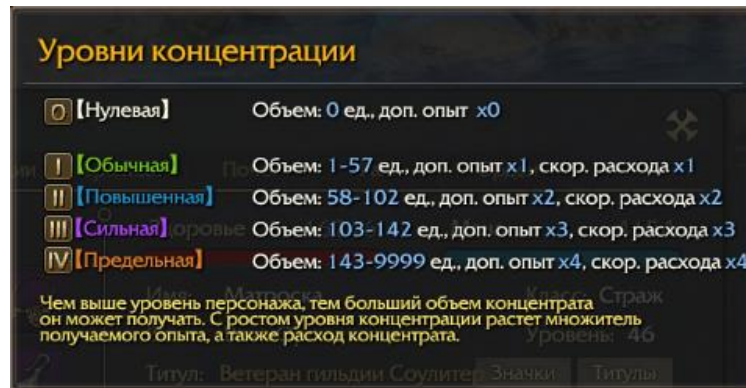 Уровни концентрации
0 【Нулевая】 Объем: 0 ед., доп. опыт x0
I 【Обычная】 Объем: 1-57 ед., доп. опыт x1, скор. расхода x1
II 【Повышенная】 Объем: 58-102 ед., доп. опыт x2, скор. расхода x2
III 【Сильная】 Объем: 103-142 ед., доп. опыт x3, скор. расхода x3
IV 【Предельная】 Объем: 143-9999 ед., доп. опыт x4, скор. расхода x4
Чем выше уровень персонажа, тем больший объем концентрата
он может получать. С ростом уровня концентрации растет множитель
получаемого опыта, а также расход концентрата.
Класс: Страж
Уровень: 46
Титул: Ветеран гильдии Соулитер Значки Титулы